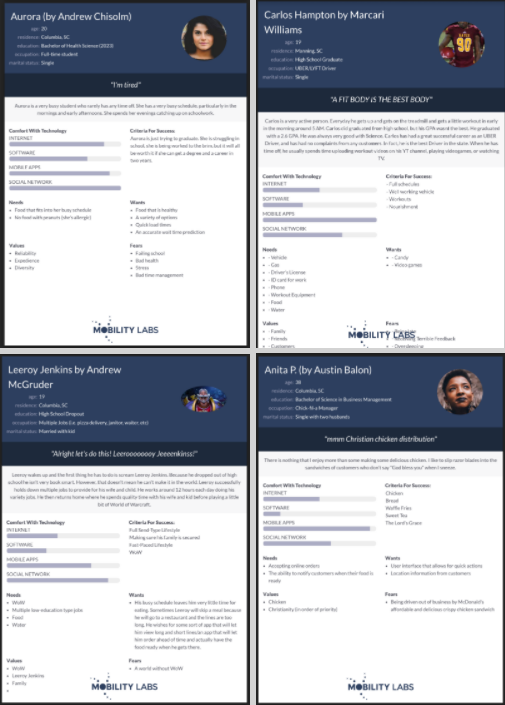 Aurora (by Andrew Chisolm)
age: 20
residence: Columbia, SC
education: Bachelor of Health Science (2023)
occupation: Full-time student
marital status: Single
"I'm tired"
Aurora is a very busy student who rarely has any time off. She has a very busy schedule, particularly in the
mornings and early afternoons. She spends her evenings catching up on schoolwork.
Comfort With Technology
INTERNET
SOFTWARE
MOBILE APPS
SOCIAL NETWORK
Criteria For Success:
Aurora is just trying to graduate. She is struggling in
school, she is being worked to the brim, but it will all
be worth it if she can get a degree and a career in
two years
Needs
Food that fits into her busy schedule
No food with peanuts (she's allergic)
Wants
Food that is healthy
A variety of options
Quick load times
An accurate wait time prediction
Values
Reliability
Experience
Diversity
Fears
Failing school
Bad health
Stress
Bad time management
MOBILITY LABS
Carlos Hampton by Marcari
Williams
age: 19
residence: Manning, SC
education: High School Graduate
occupation: UBER/LYFT Driver
marital status: Single
90
"A FIT BODY IS THE BEST BODY"
Carlos is a very active person. Everyday he gets up and gets on the treadmill and gets a little workout in early
in the morning around 5 AM. Carlos did graduated from high school, but his GPA wasn't the best. He graduated
with a 2.6 GPA. He was always very good with Science. Carlos has had a successful career as an UBER
Driver, and has had no complaints from any customers. In fact, he is the best Driver in the state. When he has
time off, he usually spends time uploading workout videos on his YT channel, playing videogames, or watching
TV.
Comfort With Technology
INTERNET
SOFTWARE
MOBILE APPS
SOCIAL NETWORK
Criteria For Success:
- Full schedules
- Well working vehicle
- Workouts
- Nourishment
Needs
- Vehicle
- Gas
- Driver's License
- ID card for work
- Phone
- Workout Equipment
- Food
- Water
Wants
- Candy
- Video games
Values
- Family
- Friends
- Customers
Fears
Terrible Feedback
- Overdressing
MOBILITY LABS
Leeroy Jenkins by Andrew
McGruder
age: 19
residence: Columbia, SC
education: High School Dropout
occupation: Multiple Jobs (i.e. pizza delivery, janitor, waiter, etc)
marital status: Married with kid
"Alright let's do this! Leeroooooooy Jeeeenkinss!"
Leeroy wakes up and the first thing he has to do is scream Leeroy Jenkins. Because he dropped out of high
school he isn't very book smart. However, that doesn't mean he can't make it in the world. Leeroy successfully
holds down multiple jobs to provide for his wife and child. He works around 12 hours each day doing his
variety jobs. He then returns home where he spends quality time with his wife and kid before playing a little
bit of World of Warcraft.
Comfort With Technology
INTERNET
SOFTWARE
MOBILE APPS
SOCIAL NETWORK
Criteria For Success:
Full Send Type Lifestyle
Making sure his family is secured
Fast-Paced Lifestyle
WoW
Needs
WoW
Multiple low education type jobs
Food
Water
Wants
His busy schedule leaves him very little time for
eating. Sometimes Leeroy will skip a meal because
he will go to a restaurant and the lines are too
long. He wishes for some sort of app that will let
him view long and short lines on app that will let
him order ahead of time and actually have the
food ready when he gets there.
Values
WoW
Leeroy Jenkins
Family
Fears
A world without WoW
MOBILITY LABS
Anita P. (by Austin Balon)
age: 38
residence: Columbia, SC
education: Bachelor of Science in Business Management
occupation: Chick-fil-a Manager
marital status: Single with two husbands
"mmm Christian chicken distribution"
There is nothing that I enjoy more than some making some delicious chicken. I like to slip razor blades into the
sandwiches of customers who don't say "God bless you" when I sneeze.
Comfort With Technology
INTERNET
SOFTWARE
MOBILE APPS
SOCIAL NETWORK
Criteria For Success:
Chicken
Bread
Waffle Fries
Sweet Tea
The Lord's Grace
Needs
Accepting online orders
The ability to notify customers when their food is
ready
Wants
User interface that allows for quick actions
Location information from customers
Values
Chicken
Christianity (in order of priority)
Fears
Being driven out of business by McDonald's
affordable and delicious crispy chicken sandwich
MOBILITY LABS